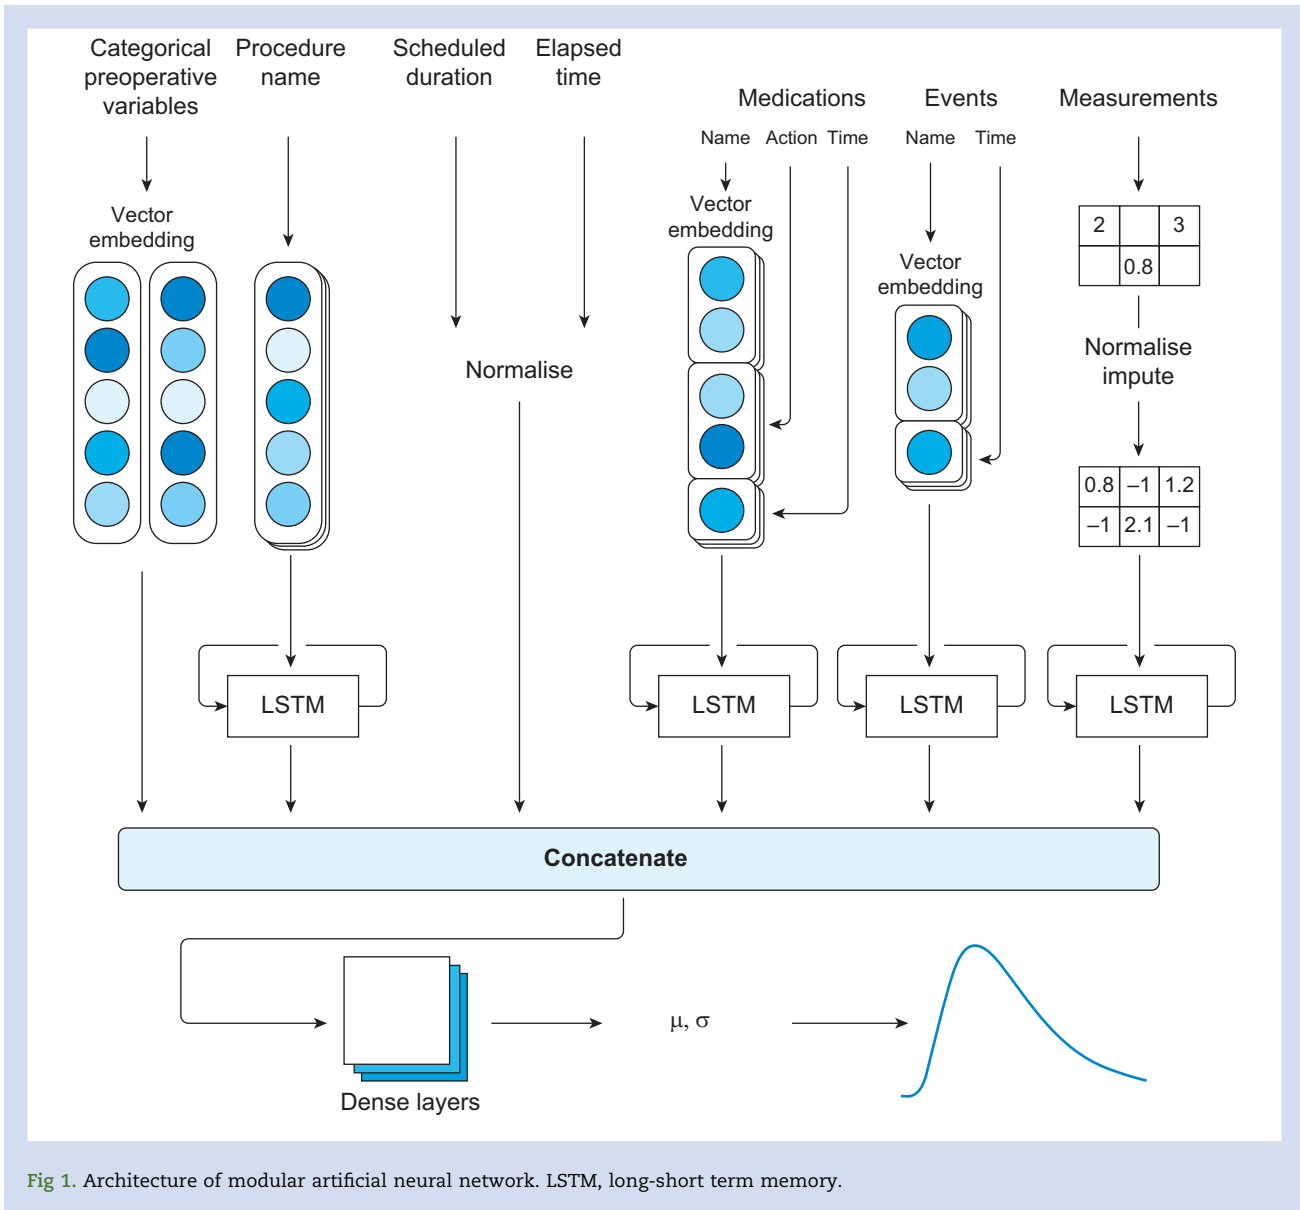 Categorical
preoperative
variables
Procedure
name
Scheduled
duration
Elapsed
time
Medications
Events
Measurements
Name Action Time
Name Time
Vector
embedding
Vector
embedding
Vector
embedding
2 3
0.8
Normalise
impute
Normalise
0.8 –1 1.2
–1 2.1 –1
LSTM
LSTM
LSTM
LSTM
Concatenate
Dense layers
μ, σ
Fig 1. Architecture of modular artificial neural network. LSTM, long-short term memory.